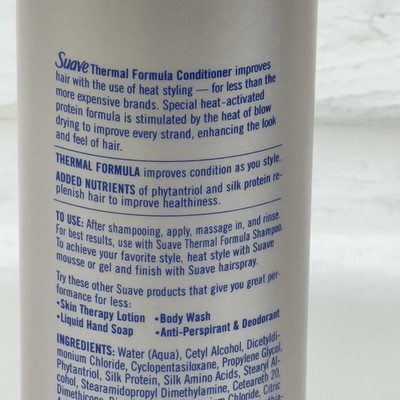 Suave Thermal Formula Conditioner improves
hair with the use of heat styling — for less than the
more expensive brands. Special heat-activated
protein formula is stimulated by the heat of blow
drying to improve every strand, enhancing the look
and feel of hair.
THERMAL FORMULA improves condition as you style.
ADDED NUTRIENTS of phytantriol and silk protein re-
plenish hair to improve healthiness.
TO USE: After shampooing, apply, massage in, and rinse.
For best results, use with Suave Thermal Formula Shampoo.
To achieve your favorite style, heat style with Suave
mousse or gel and finish with Suave hairspray.
Try these other Suave products that give you great per-
formance for less:
•Skin Therapy Lotion •Body Wash
•Liquid Hand Soap •Anti-Perspirant & Deodorant
INGREDIENTS: Water (Aqua), Cetyl Alcohol, Dicetyldi-
monium Chloride, Cyclopentasiloxane, Propylene Glycol,
Phytantriol, Silk Protein, Silk Amino Acids, Stearyl Al-
cohol, Stearamidopropyl Dimethylamine, Ceteareth 20,
Dimethicone, Chloride, Citric